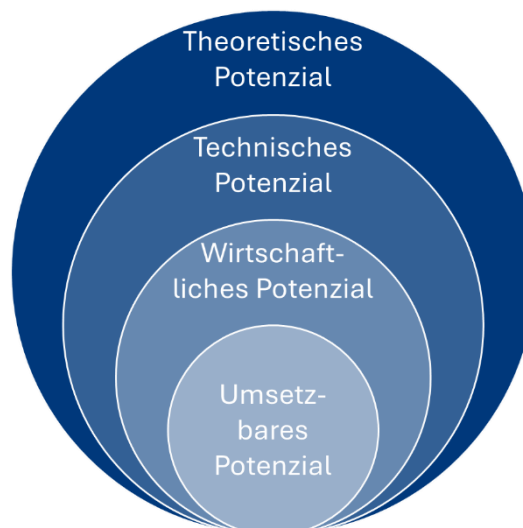 Theoretisches
Potenzial
Technisches
Potenzial
Wirtschaft-
liches Potenzial
Umsetz-
bares
Potenzial